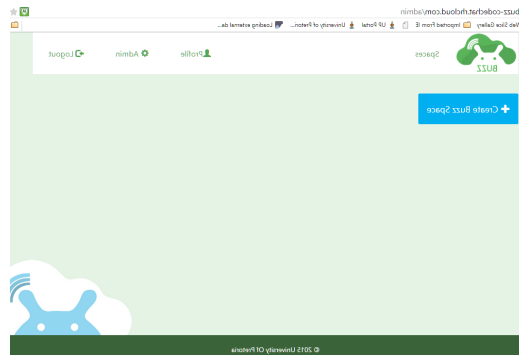 buzz-codechat.rhcloud.com/admin
Web Slice Gallery Imported From IE UP Portal University of Pretori... Loading external da...
BUZZ Spaces Profile Admin Logout
Create Buzz Space
© 2015 University Of Pretoria